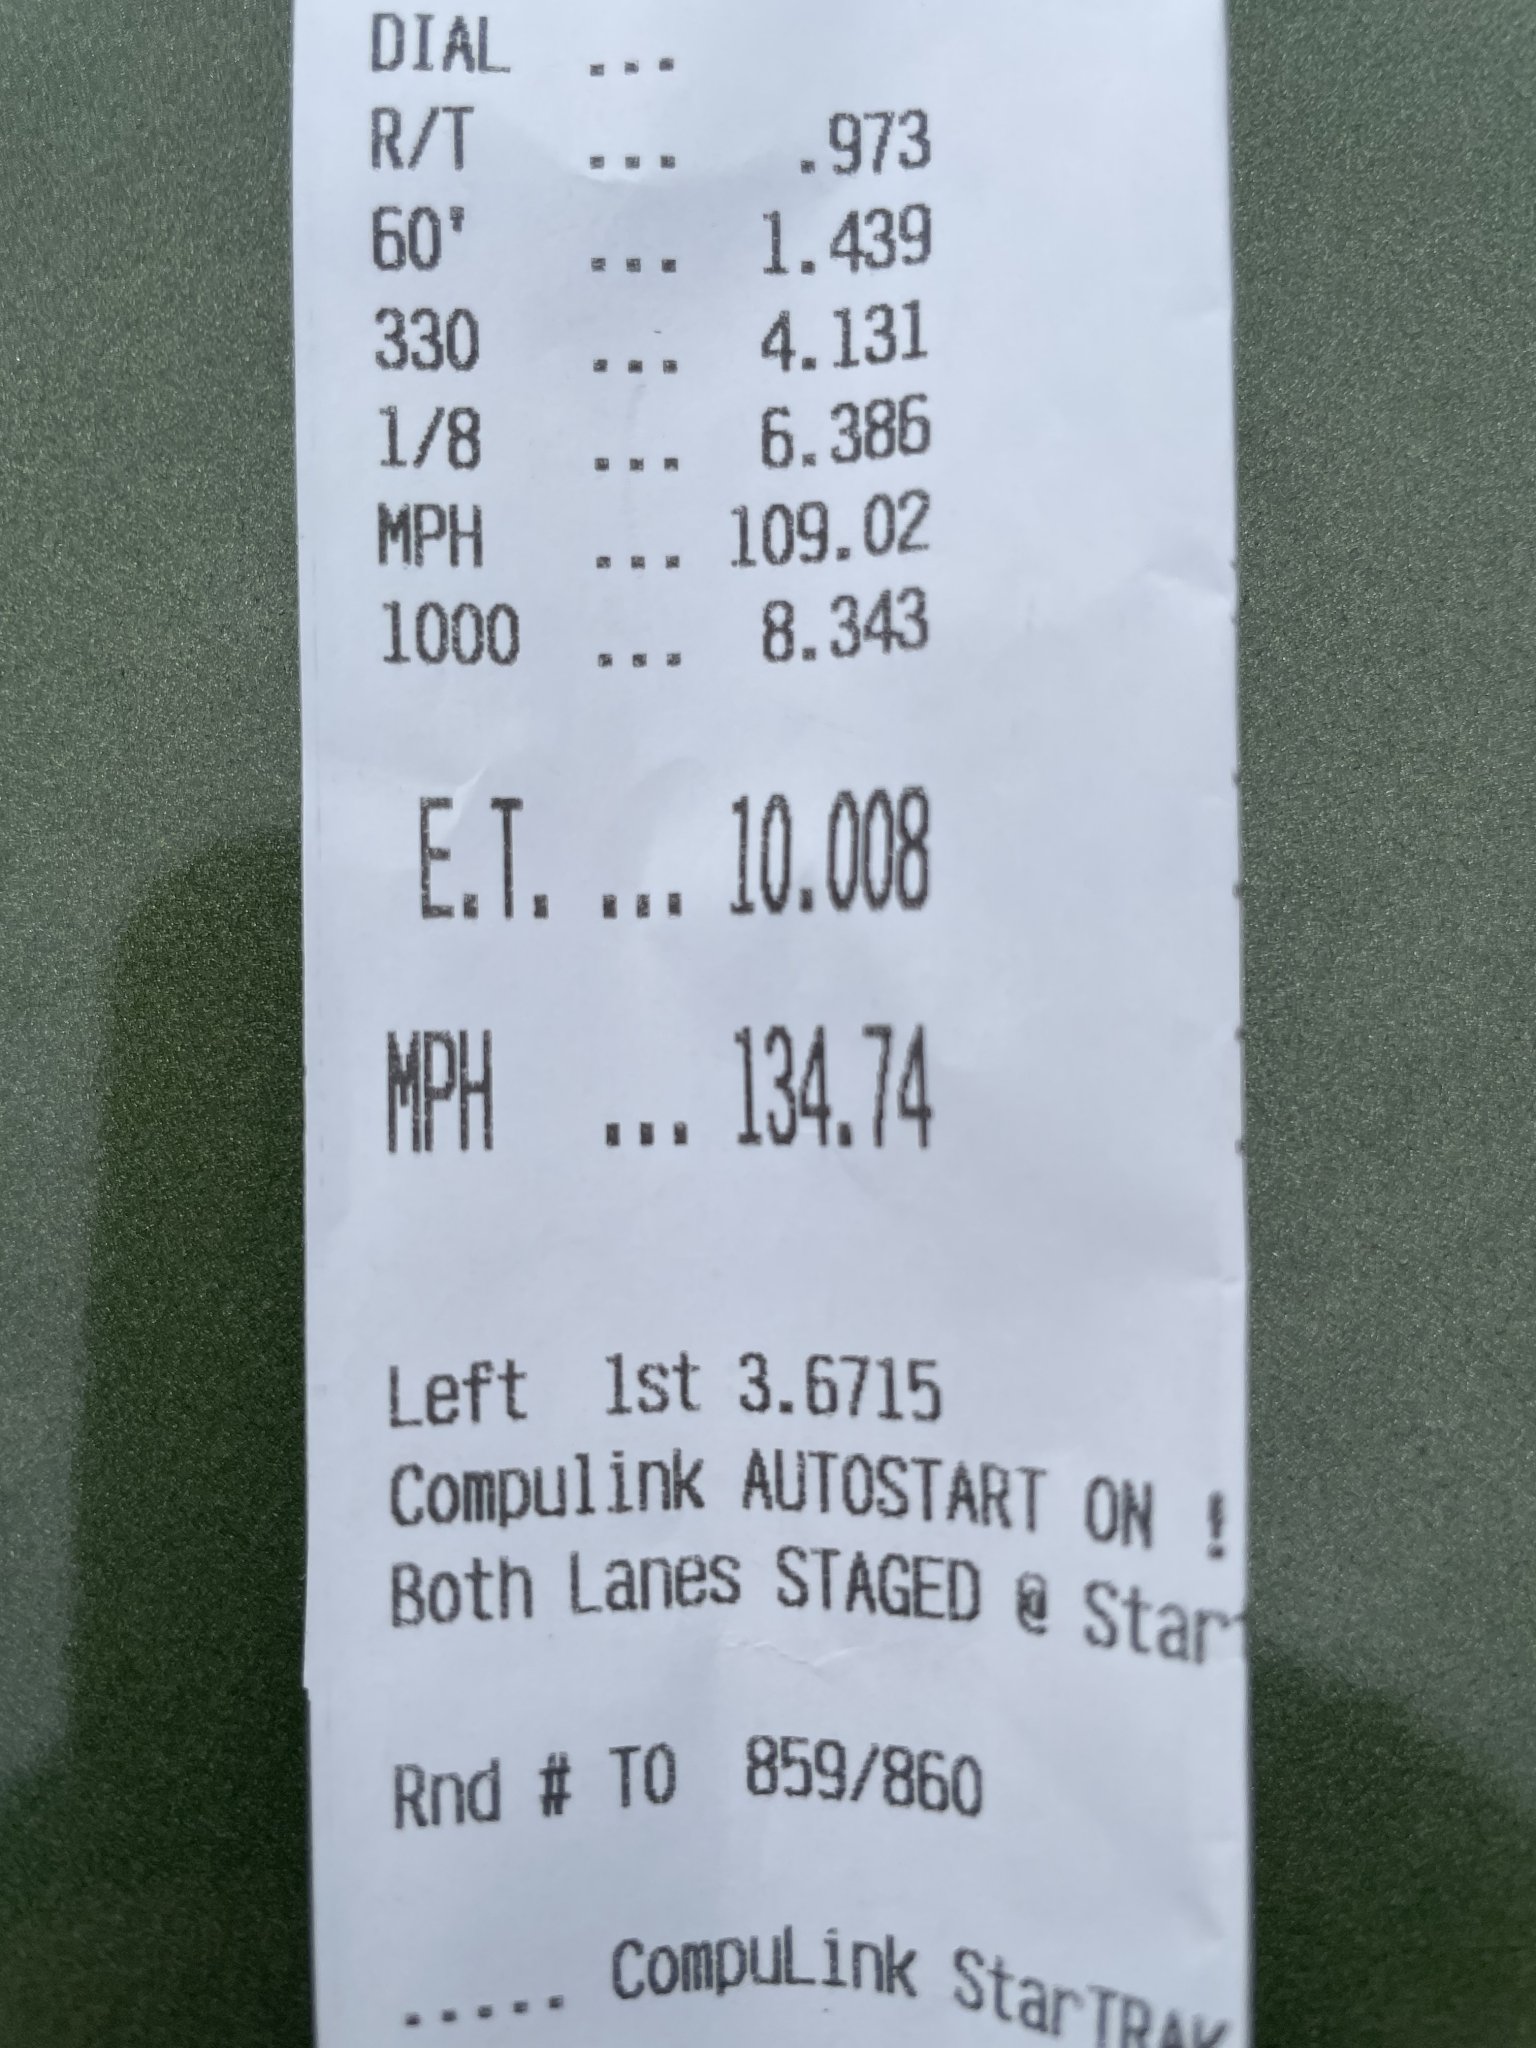 DIAL ...
R/T ... .973
60' ... 1.439
330 ... 4.131
1/8 ... 6.386
MPH ... 109.02
1000 ... 8.343
E.T. ... 10.008
MPH ... 134.74
Left 1st 3.6715
Compulink AUTOSTART ON !
Both Lanes STAGED @ Star
Rnd # TO 859/860
..... CompuLink StarTRAK